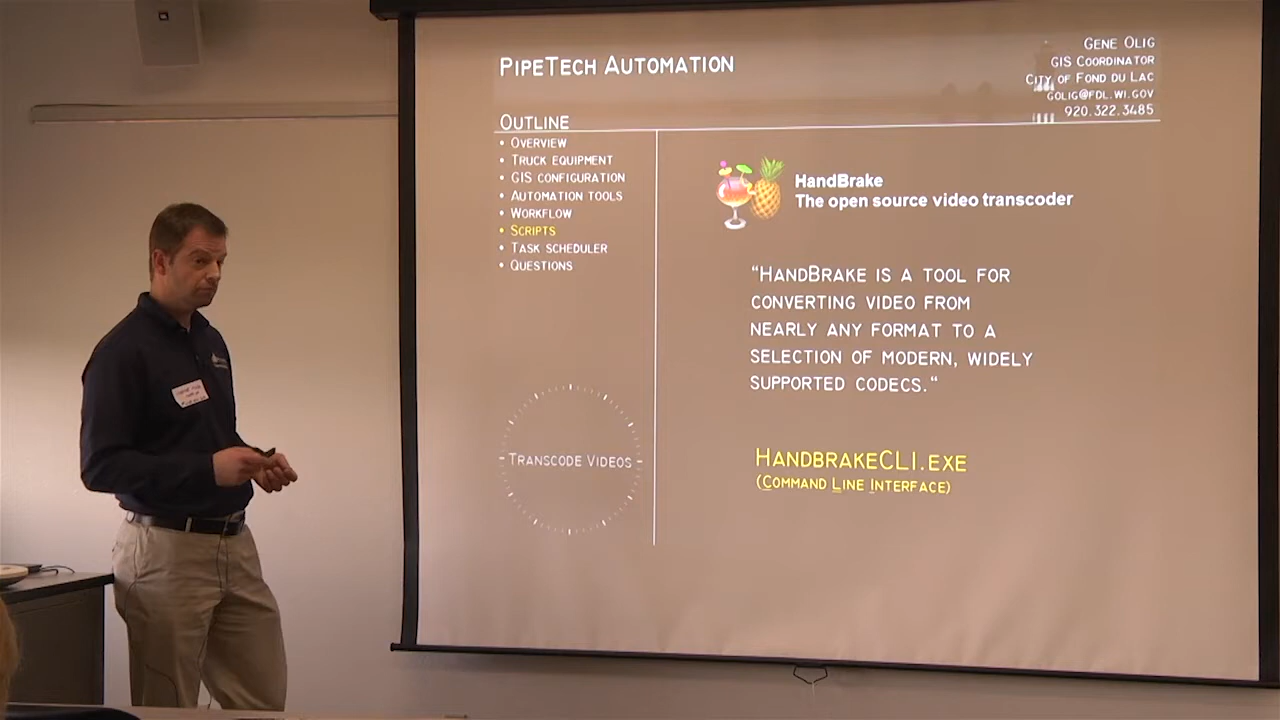 PipeTech Automation
Gene Olig
GIS Coordinator
City of Fond du Lac
golig@fdl.wi.gov
920.322.3485
Outline
• Overview
• Truck equipment
• GIS configuration
• Automation tools
• Workflow
• Scripts
• Task scheduler
• Questions
HandBrake
The open source video transcoder
"HandBrake is a tool for
converting video from
nearly any format to a
selection of modern, widely
supported codecs."
HandbrakeCLI.exe
(Command Line Interface)
Transcode Videos